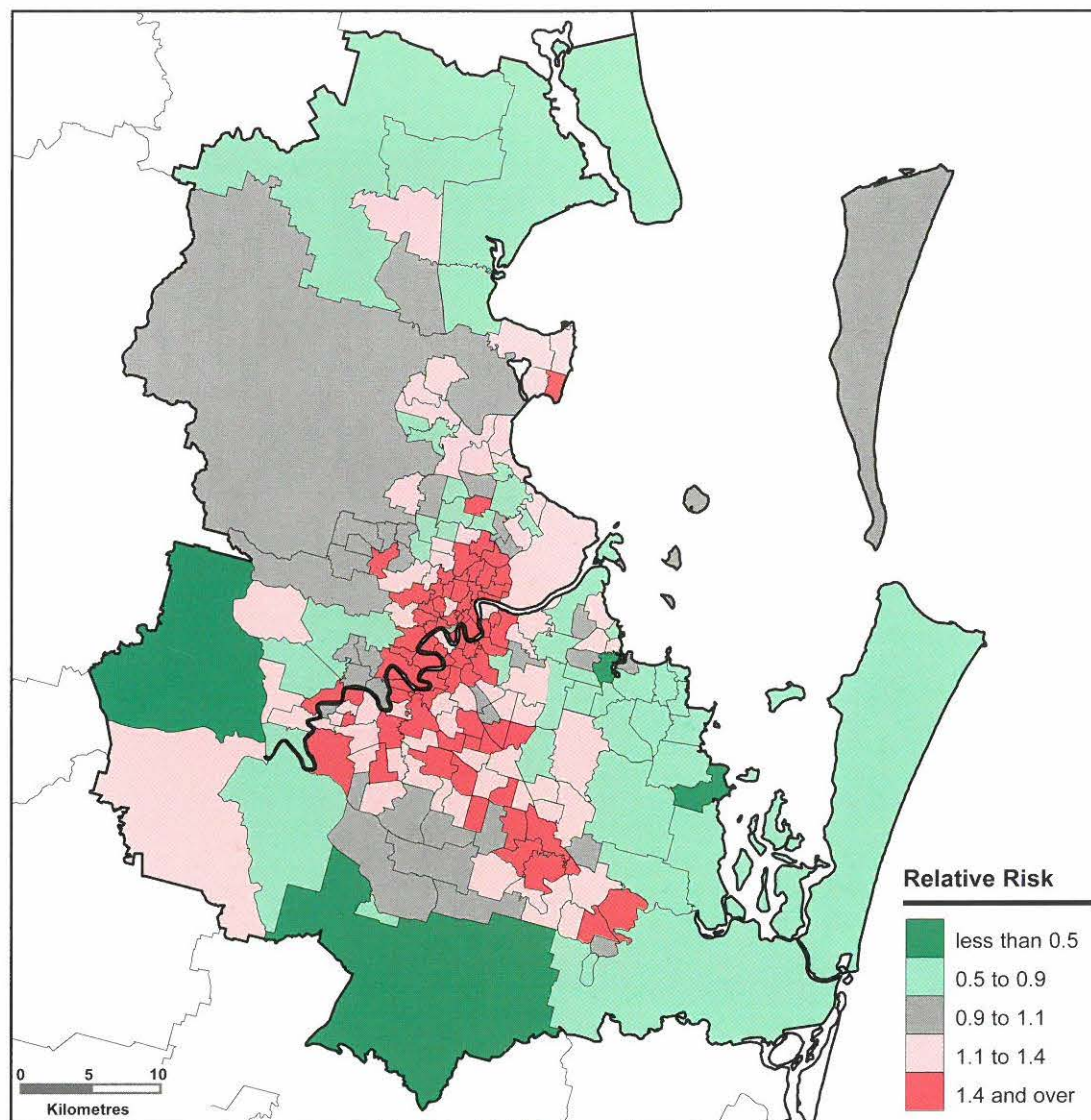 Relative Risk
less than 0.5
0.5 to 0.9
0.9 to 1.1
1.1 to 1.4
1.4 and over
0 5 10
Kilometres